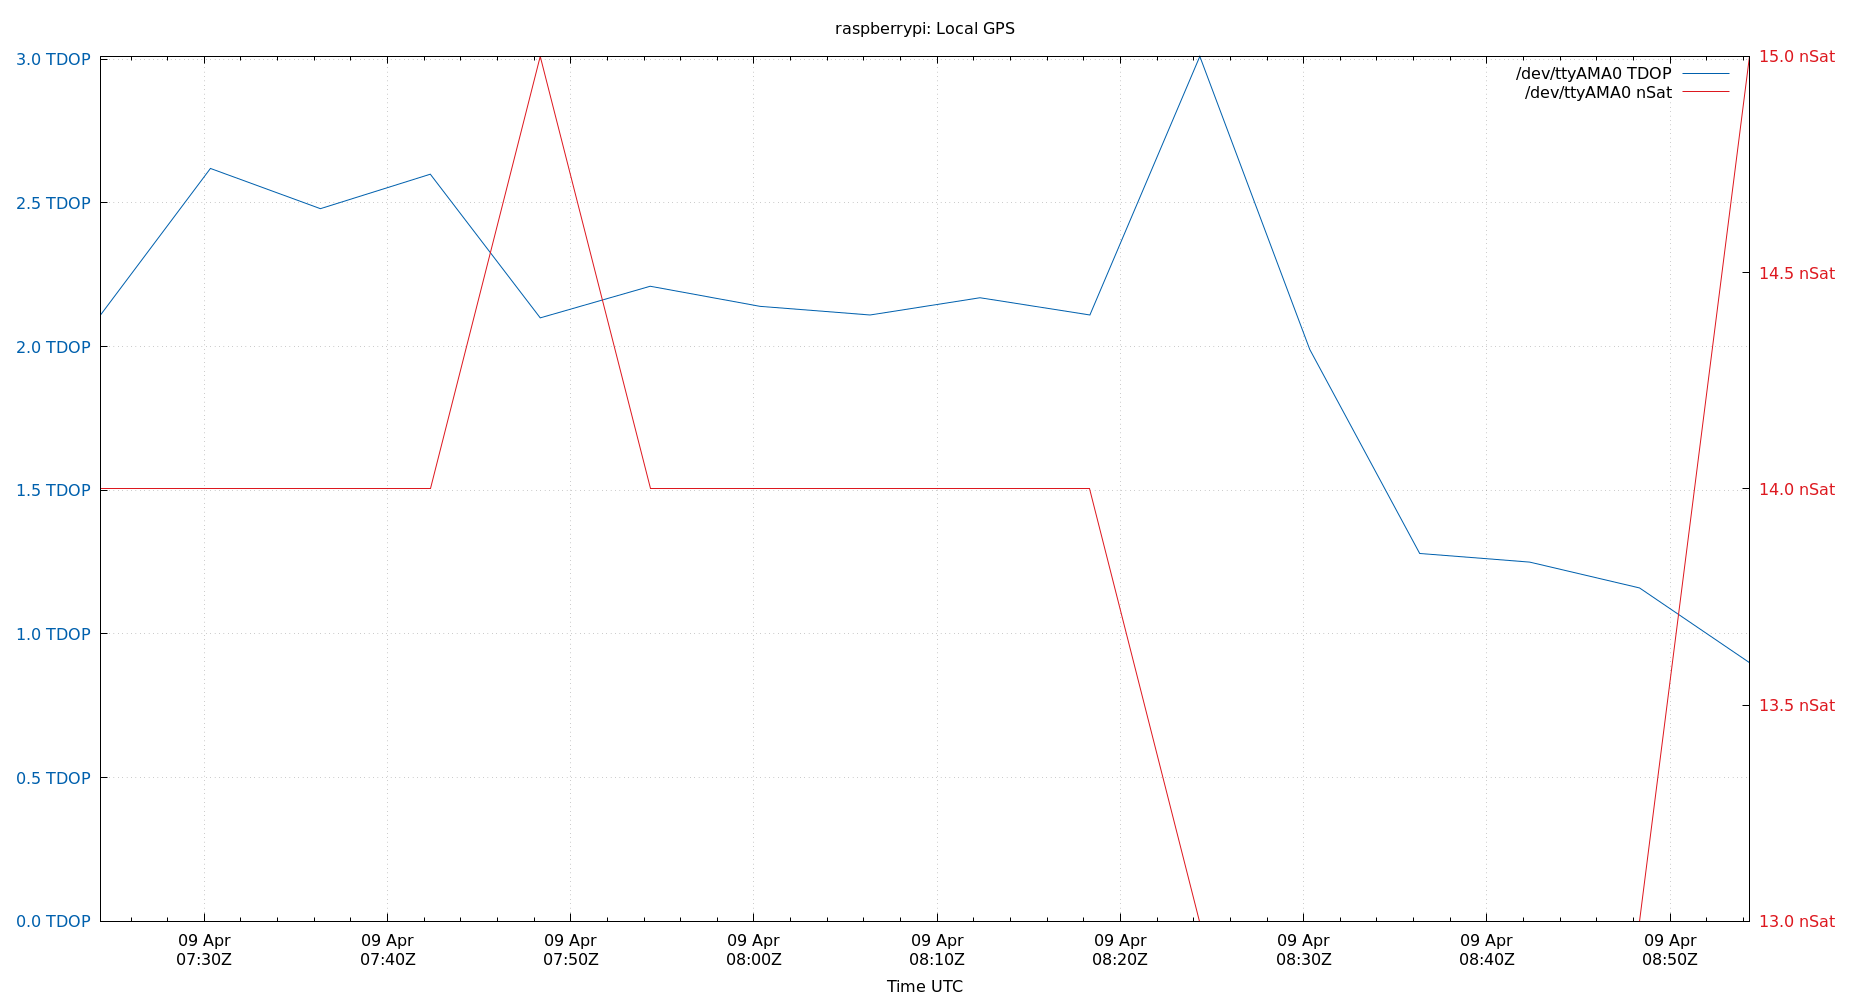 raspberrypi: Local GPS
3.0 TDOP
2.5 TDOP
2.0 TDOP
1.5 TDOP
1.0 TDOP
0.5 TDOP
0.0 TDOP
/dev/ttyAMA0 TDOP
/dev/ttyAMA0 nSat
15.0 nSat
14.5 nSat
14.0 nSat
13.5 nSat
13.0 nSat
09 Apr 09 Apr 09 Apr 09 Apr 09 Apr 09 Apr 09 Apr 09 Apr 09 Apr
07:30Z 07:40Z 07:50Z 08:00Z 08:10Z 08:20Z 08:30Z 08:40Z 08:50Z
Time UTC